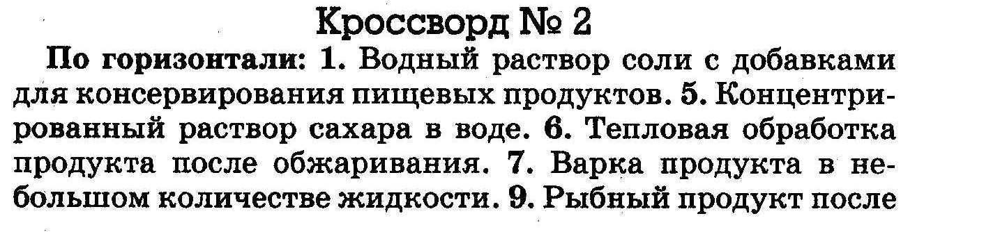 Кроссворд № 2
По горизонтали: 1. Водный раствор соли с добавками
для консервирования пищевых продуктов. 5. Концентри-
рованный раствор сахара в воде. 6. Тепловая обработка
продукта после обжаривания. 7. Варка продукта в не-
большом количестве жидкости. 9. Рыбный продукт после